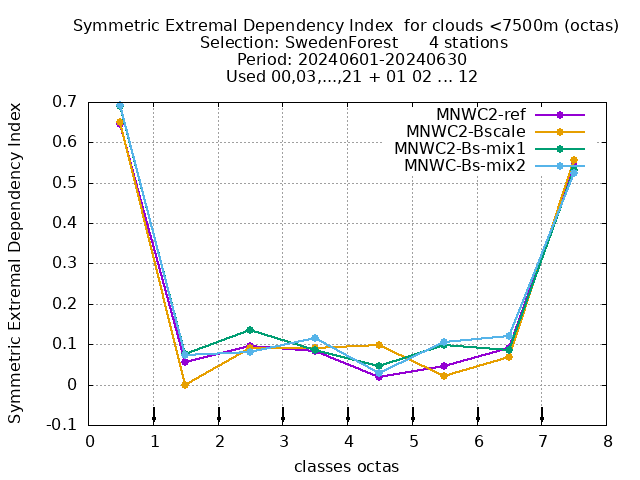 Symmetric Extremal Dependency Index  for clouds <7500m (octas)
Selection: SwedenForest      4 stations
Period: 20240601-20240630
Used 00,03,...,21 + 01 02 ... 12
Symmetric Extremal Dependency Index
0.7
0.6
0.5
0.4
0.3
0.2
0.1
0
-0.1
MNWC2-ref
MNWC2-Bscale
MNWC2-Bs-mix1
MNWC-Bs-mix2
0 1 2 3 4 5 6 7 8
classes octas